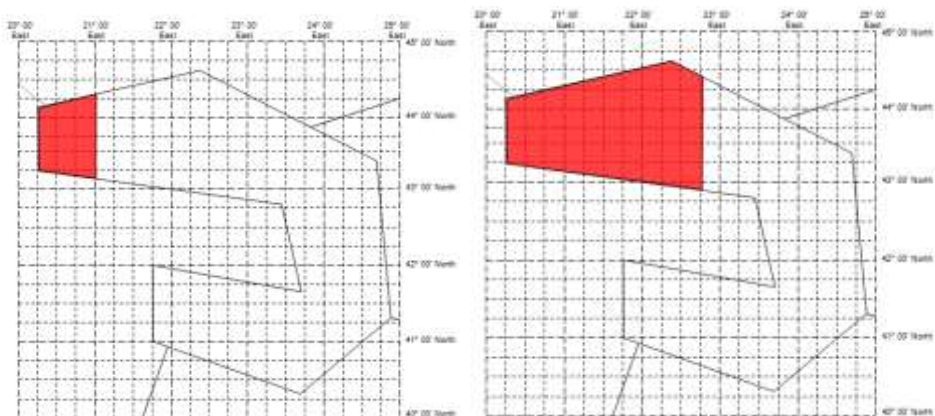 20° 00' 21° 00' 22° 00' 23° 00' 24° 00' 25° 00'
East East East East East East
45° 00' North
44° 00' North
43° 00' North
42° 00' North
41° 00' North
40° 00' North
20° 00' 21° 00' 22° 00' 23° 00' 24° 00' 25° 00'
East East East East East East
45° 00' North
44° 00' North
43° 00' North
42° 00' North
41° 00' North
40° 00' North